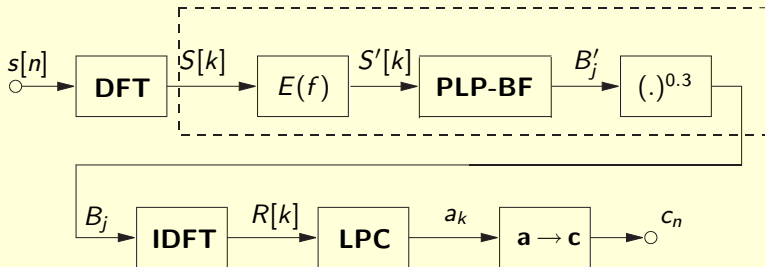 s[n] DFT S[k] E(f) S′[k] PLP-BF B′ⱼ (.)^0.3
Bⱼ IDFT R[k] LPC aₖ a → c cₙ